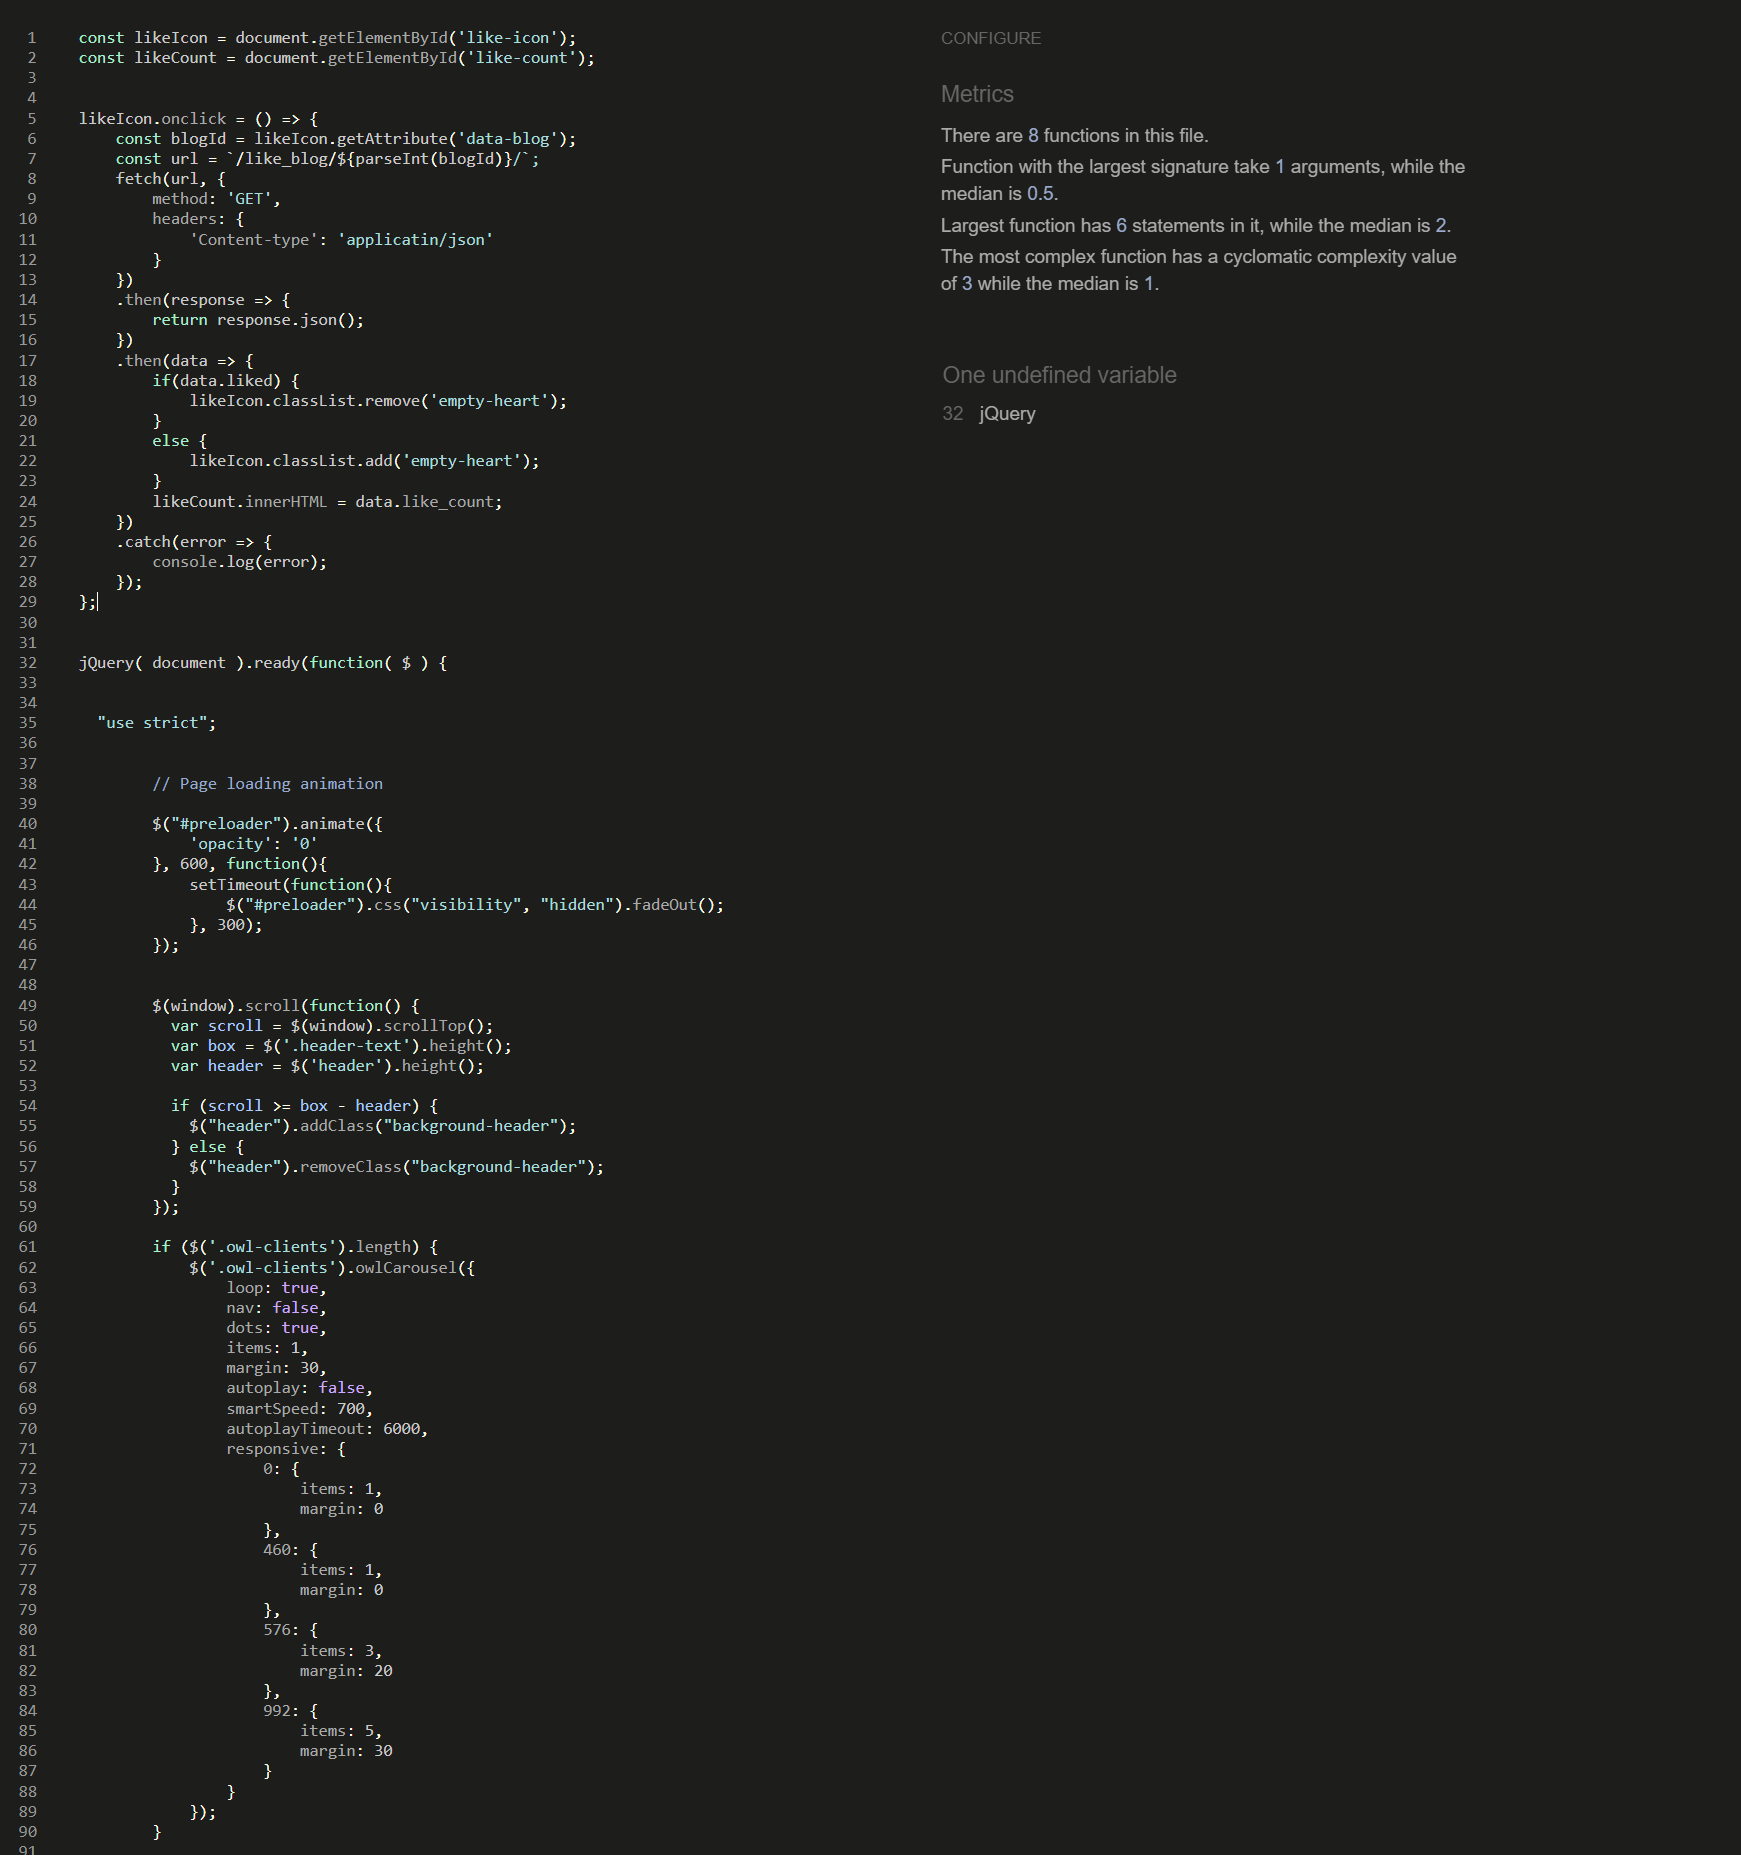 1 const likeIcon = document.getElementById('like-icon');
2 const likeCount = document.getElementById('like-count');
3
4
5 likeIcon.onclick = () => {
6 const blogId = likeIcon.getAttribute('data-blog');
7 const url = `/like_blog/${parseInt(blogId)}/`;
8 fetch(url, {
9 method: 'GET',
10 headers: {
11 'Content-type': 'applicatin/json'
12 }
13 })
14 .then(response => {
15 return response.json();
16 })
17 .then(data => {
18 if(data.liked) {
19 likeIcon.classList.remove('empty-heart');
20 }
21 else {
22 likeIcon.classList.add('empty-heart');
23 }
24 likeCount.innerHTML = data.like_count;
25 })
26 .catch(error => {
27 console.log(error);
28 });
29 };
30
31
32 jQuery( document ).ready(function( $ ) {
33
34
35 "use strict";
36
37
38 // Page loading animation
39
40 $("#preloader").animate({
41 'opacity': '0'
42 }, 600, function(){
43 setTimeout(function(){
44 $("#preloader").css("visibility", "hidden").fadeOut();
45 }, 300);
46 });
47
48
49 $(window).scroll(function() {
50 var scroll = $(window).scrollTop();
51 var box = $('.header-text').height();
52 var header = $('header').height();
53
54 if (scroll >= box - header) {
55 $("header").addClass("background-header");
56 } else {
57 $("header").removeClass("background-header");
58 }
59 });
60
61 if ($('.owl-clients').length) {
62 $('.owl-clients').owlCarousel({
63 loop: true,
64 nav: false,
65 dots: true,
66 items: 1,
67 margin: 30,
68 autoplay: false,
69 smartSpeed: 700,
70 autoplayTimeout: 6000,
71 responsive: {
72 0: {
73 items: 1,
74 margin: 0
75 },
76 460: {
77 items: 1,
78 margin: 0
79 },
80 576: {
81 items: 3,
82 margin: 20
83 },
84 992: {
85 items: 5,
86 margin: 30
87 }
88 }
89 });
90 }
91
CONFIGURE
Metrics
There are 8 functions in this file.
Function with the largest signature take 1 arguments, while the
median is 0.5.
Largest function has 6 statements in it, while the median is 2.
The most complex function has a cyclomatic complexity value
of 3 while the median is 1.
One undefined variable
32 jQuery